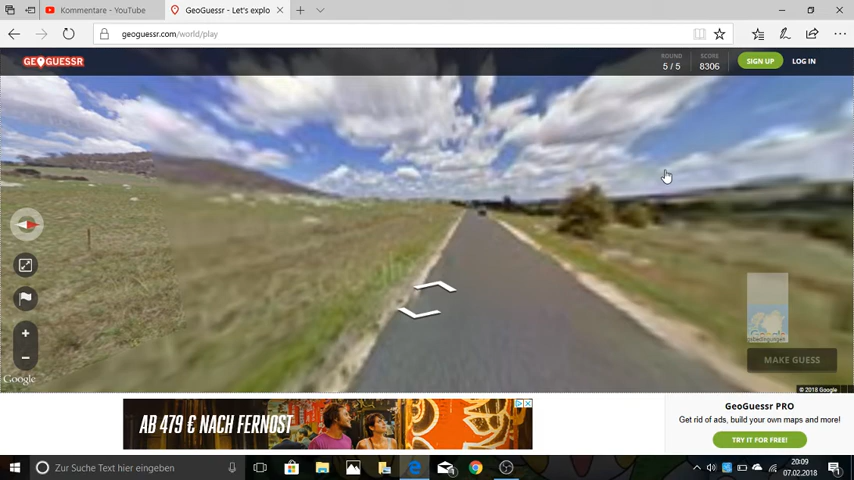 Kommentare - YouTube
GeoGuessr - Let's explo
geoguessr.com/world/play
GEOGUESSR
ROUND
5 / 5
SCORE
8306
SIGN UP
LOG IN
MAKE GUESS
Google
© 2018 Google
AB 479 € NACH FERNOST
GeoGuessr PRO
Get rid of ads, build your own maps and more!
TRY IT FOR FREE!
Zur Suche Text hier eingeben
20:09
07.02.2018